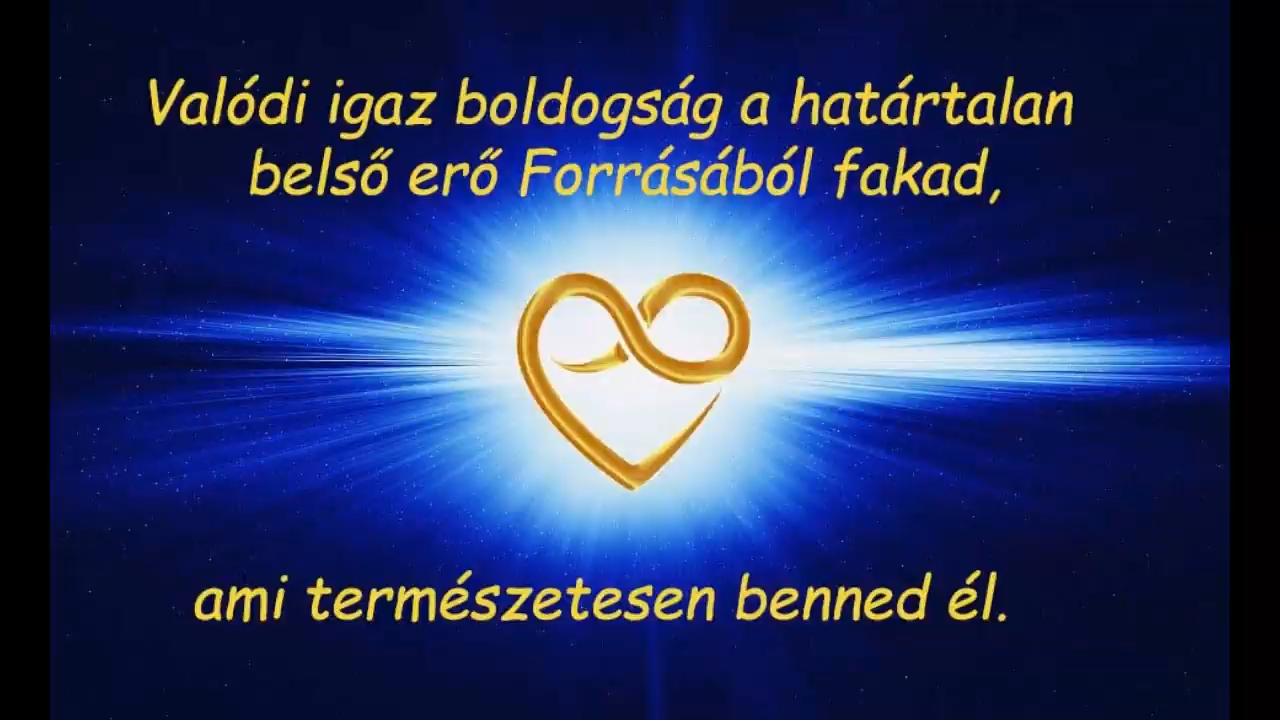 Valódi igaz boldogság a határtalan
belső erő Forrásából fakad,
ami természetesen benned él.